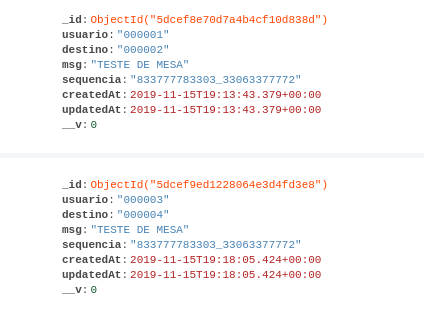 _id: ObjectId("5dcef8e70d7a4b4cf10d838d")
usuario: "000001"
destino: "000002"
msg: "TESTE DE MESA"
sequencia: "833777783303_33063377772"
createdAt: 2019-11-15T19:13:43.379+00:00
updatedAt: 2019-11-15T19:13:43.379+00:00
__v: 0
_id: ObjectId("5dcef9ed1228064e3d4fd3e8")
usuario: "000003"
destino: "000004"
msg: "TESTE DE MESA"
sequencia: "833777783303_33063377772"
createdAt: 2019-11-15T19:18:05.424+00:00
updatedAt: 2019-11-15T19:18:05.424+00:00
__v: 0